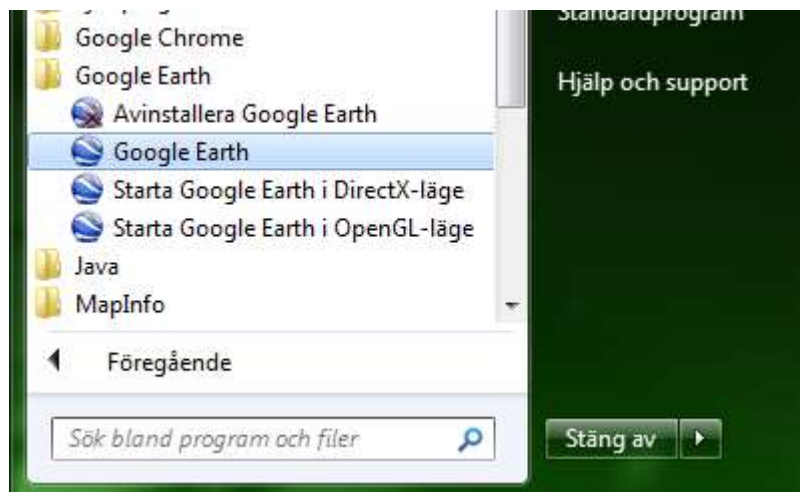 Google Chrome
Google Earth
Avinstallera Google Earth
Google Earth
Starta Google Earth i DirectX-läge
Starta Google Earth i OpenGL-läge
Java
MapInfo
Föregående
Sök bland program och filer
Standardprogram
Hjälp och support
Stäng av